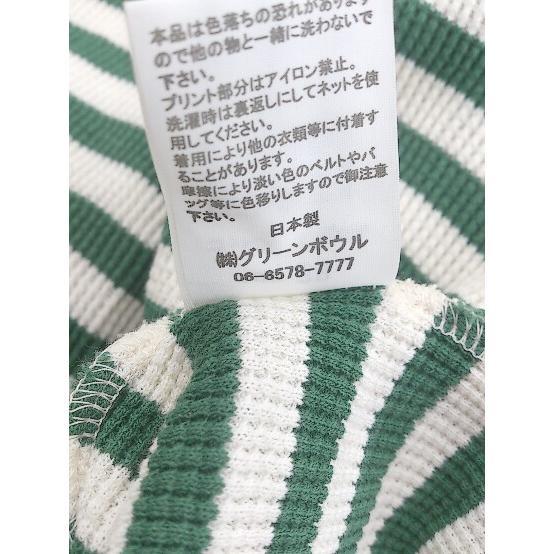 本品は色落ちの恐れがあります
ので他の物と一緒に洗わないで
下さい。
プリント部分はアイロン禁止。
洗濯時は裏返しにしてネットを使
用してください。
着用により他の衣類等に付着す
ることがあります。
摩擦により淡い色のベルトやバ
ッグ等に色移りしますので御注意
下さい。
日本製
㈱グリーンボウル
06-6578-7777